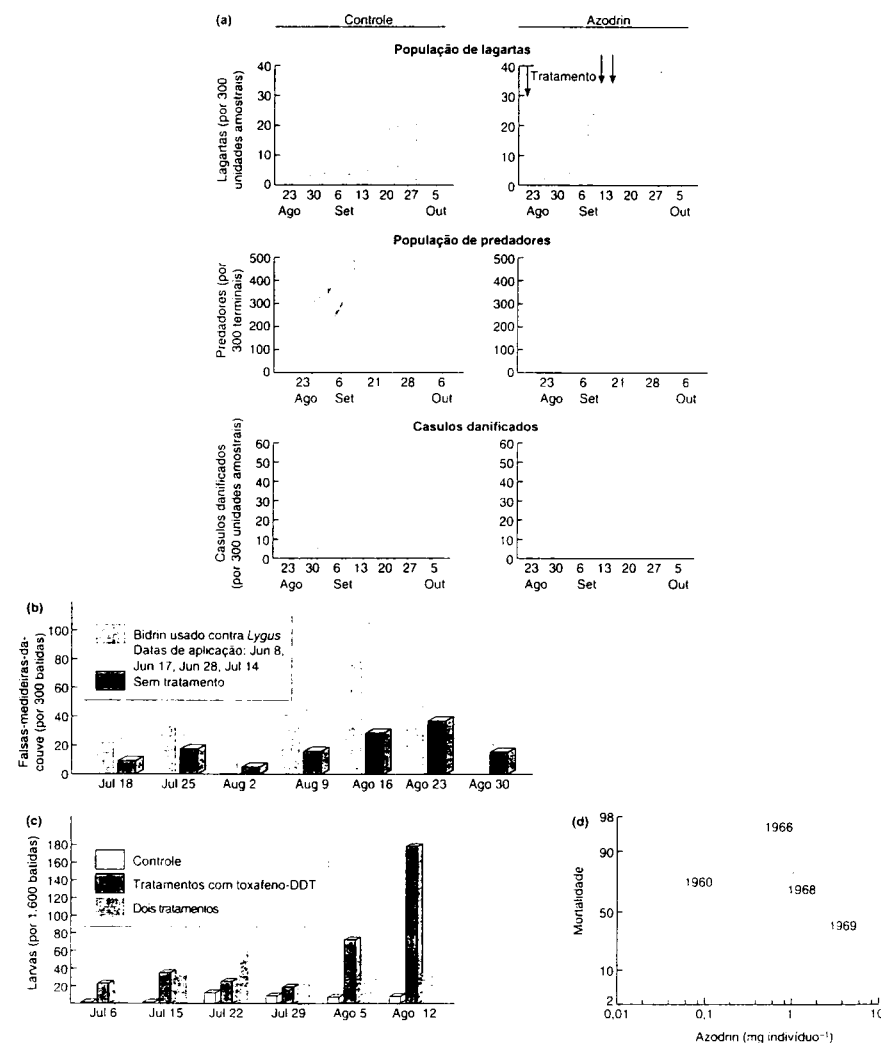 (a) Controle Azodrin
População de lagartas
Lagartas (por 300
unidades amostrais)
40 30 20 10 0
23 30 6 13 20 27 5
Ago Set Out
Tratamento
40 30 20 10 0
23 30 6 13 20 27 5
Ago Set Out
População de predadores
Predadores (por
300 terminais)
500 400 300 200 100 0
23 6 21 28 6
Ago Set Out
500 400 300 200 100 0
23 6 21 28 6
Ago Set Out
Casulos danificados
Casulos danificados
(por 300 unidades amostrais)
60 50 40 30 20 10 0
23 30 6 13 20 27 5
Ago Set Out
60 50 40 30 20 10 0
23 30 6 13 20 27 5
Ago Set Out
(b)
Falsas-medideiras-da-
couve (por 300 batidas)
100 80 60 40 20 0
Bidrin usado contra Lygus
Datas de aplicação: Jun 8,
Jun 17, Jun 28, Jul 14
Sem tratamento
Jul 18 Jul 25 Aug 2 Aug 9 Ago 16 Ago 23 Ago 30
(c)
Larvas (por 1.600 batidas)
180 160 140 120 100 80 60 40 20
Controle
Tratamentos com toxafeno-DDT
Dois tratamentos
Jul 6 Jul 15 Jul 22 Jul 29 Ago 5 Ago 12
(d)
Mortalidade
98 90 50 10 2
1966
1960
1968
1969
0.01 0,1 1 10
Azodrin (mg indivíduo⁻¹)